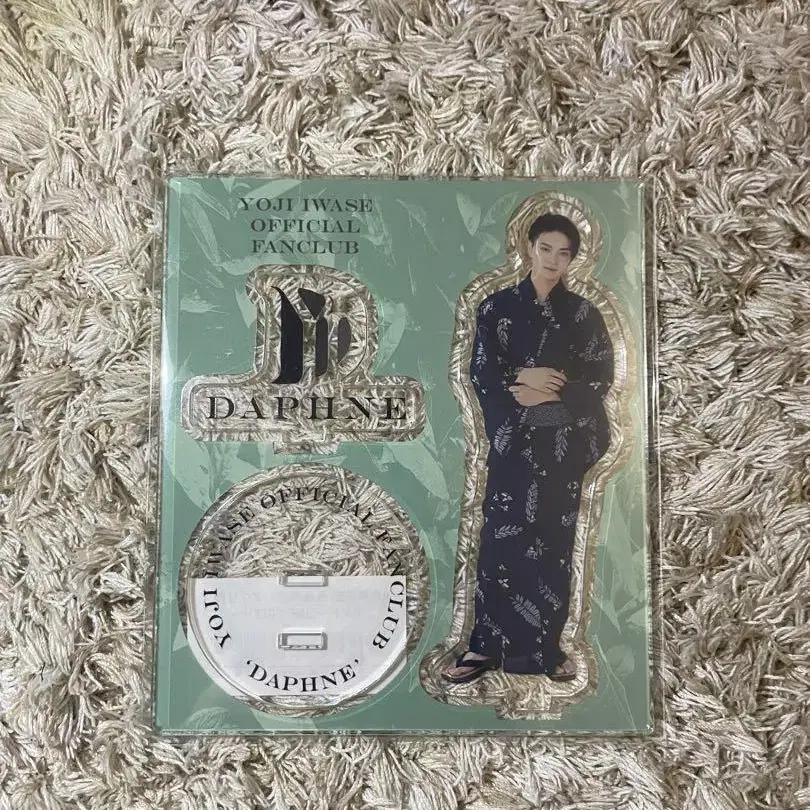 YOJI IWASE
OFFICIAL
FANCLUB
DAPHNE
YOJI IWASE OFFICIAL FANCLUB
'DAPHNE'